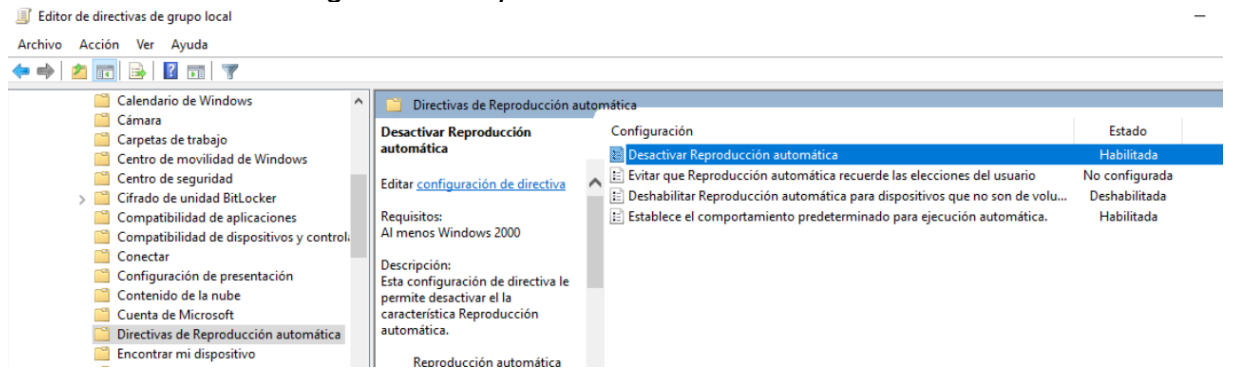 Editor de directivas de grupo local
Archivo Acción Ver Ayuda
Calendario de Windows
Cámara
Carpetas de trabajo
Centro de movilidad de Windows
Centro de seguridad
Cifrado de unidad BitLocker
Compatibilidad de aplicaciones
Compatibilidad de dispositivos y control
Conectar
Configuración de presentación
Contenido de la nube
Cuenta de Microsoft
Directivas de Reproducción automática
Encontrar mi dispositivo
Directivas de Reproducción automática
Desactivar Reproducción
automática
Editar configuración de directiva
Requisitos:
Al menos Windows 2000
Descripción:
Esta configuración de directiva le
permite desactivar el la
característica Reproducción
automática.
Reproducción automática
Configuración Estado
Desactivar Reproducción automática Habilitada
Evitar que Reproducción automática recuerde las elecciones del usuario No configurada
Deshabilitar Reproducción automática para dispositivos que no son de volu... Deshabilitada
Establece el comportamiento predeterminado para ejecución automática. Habilitada